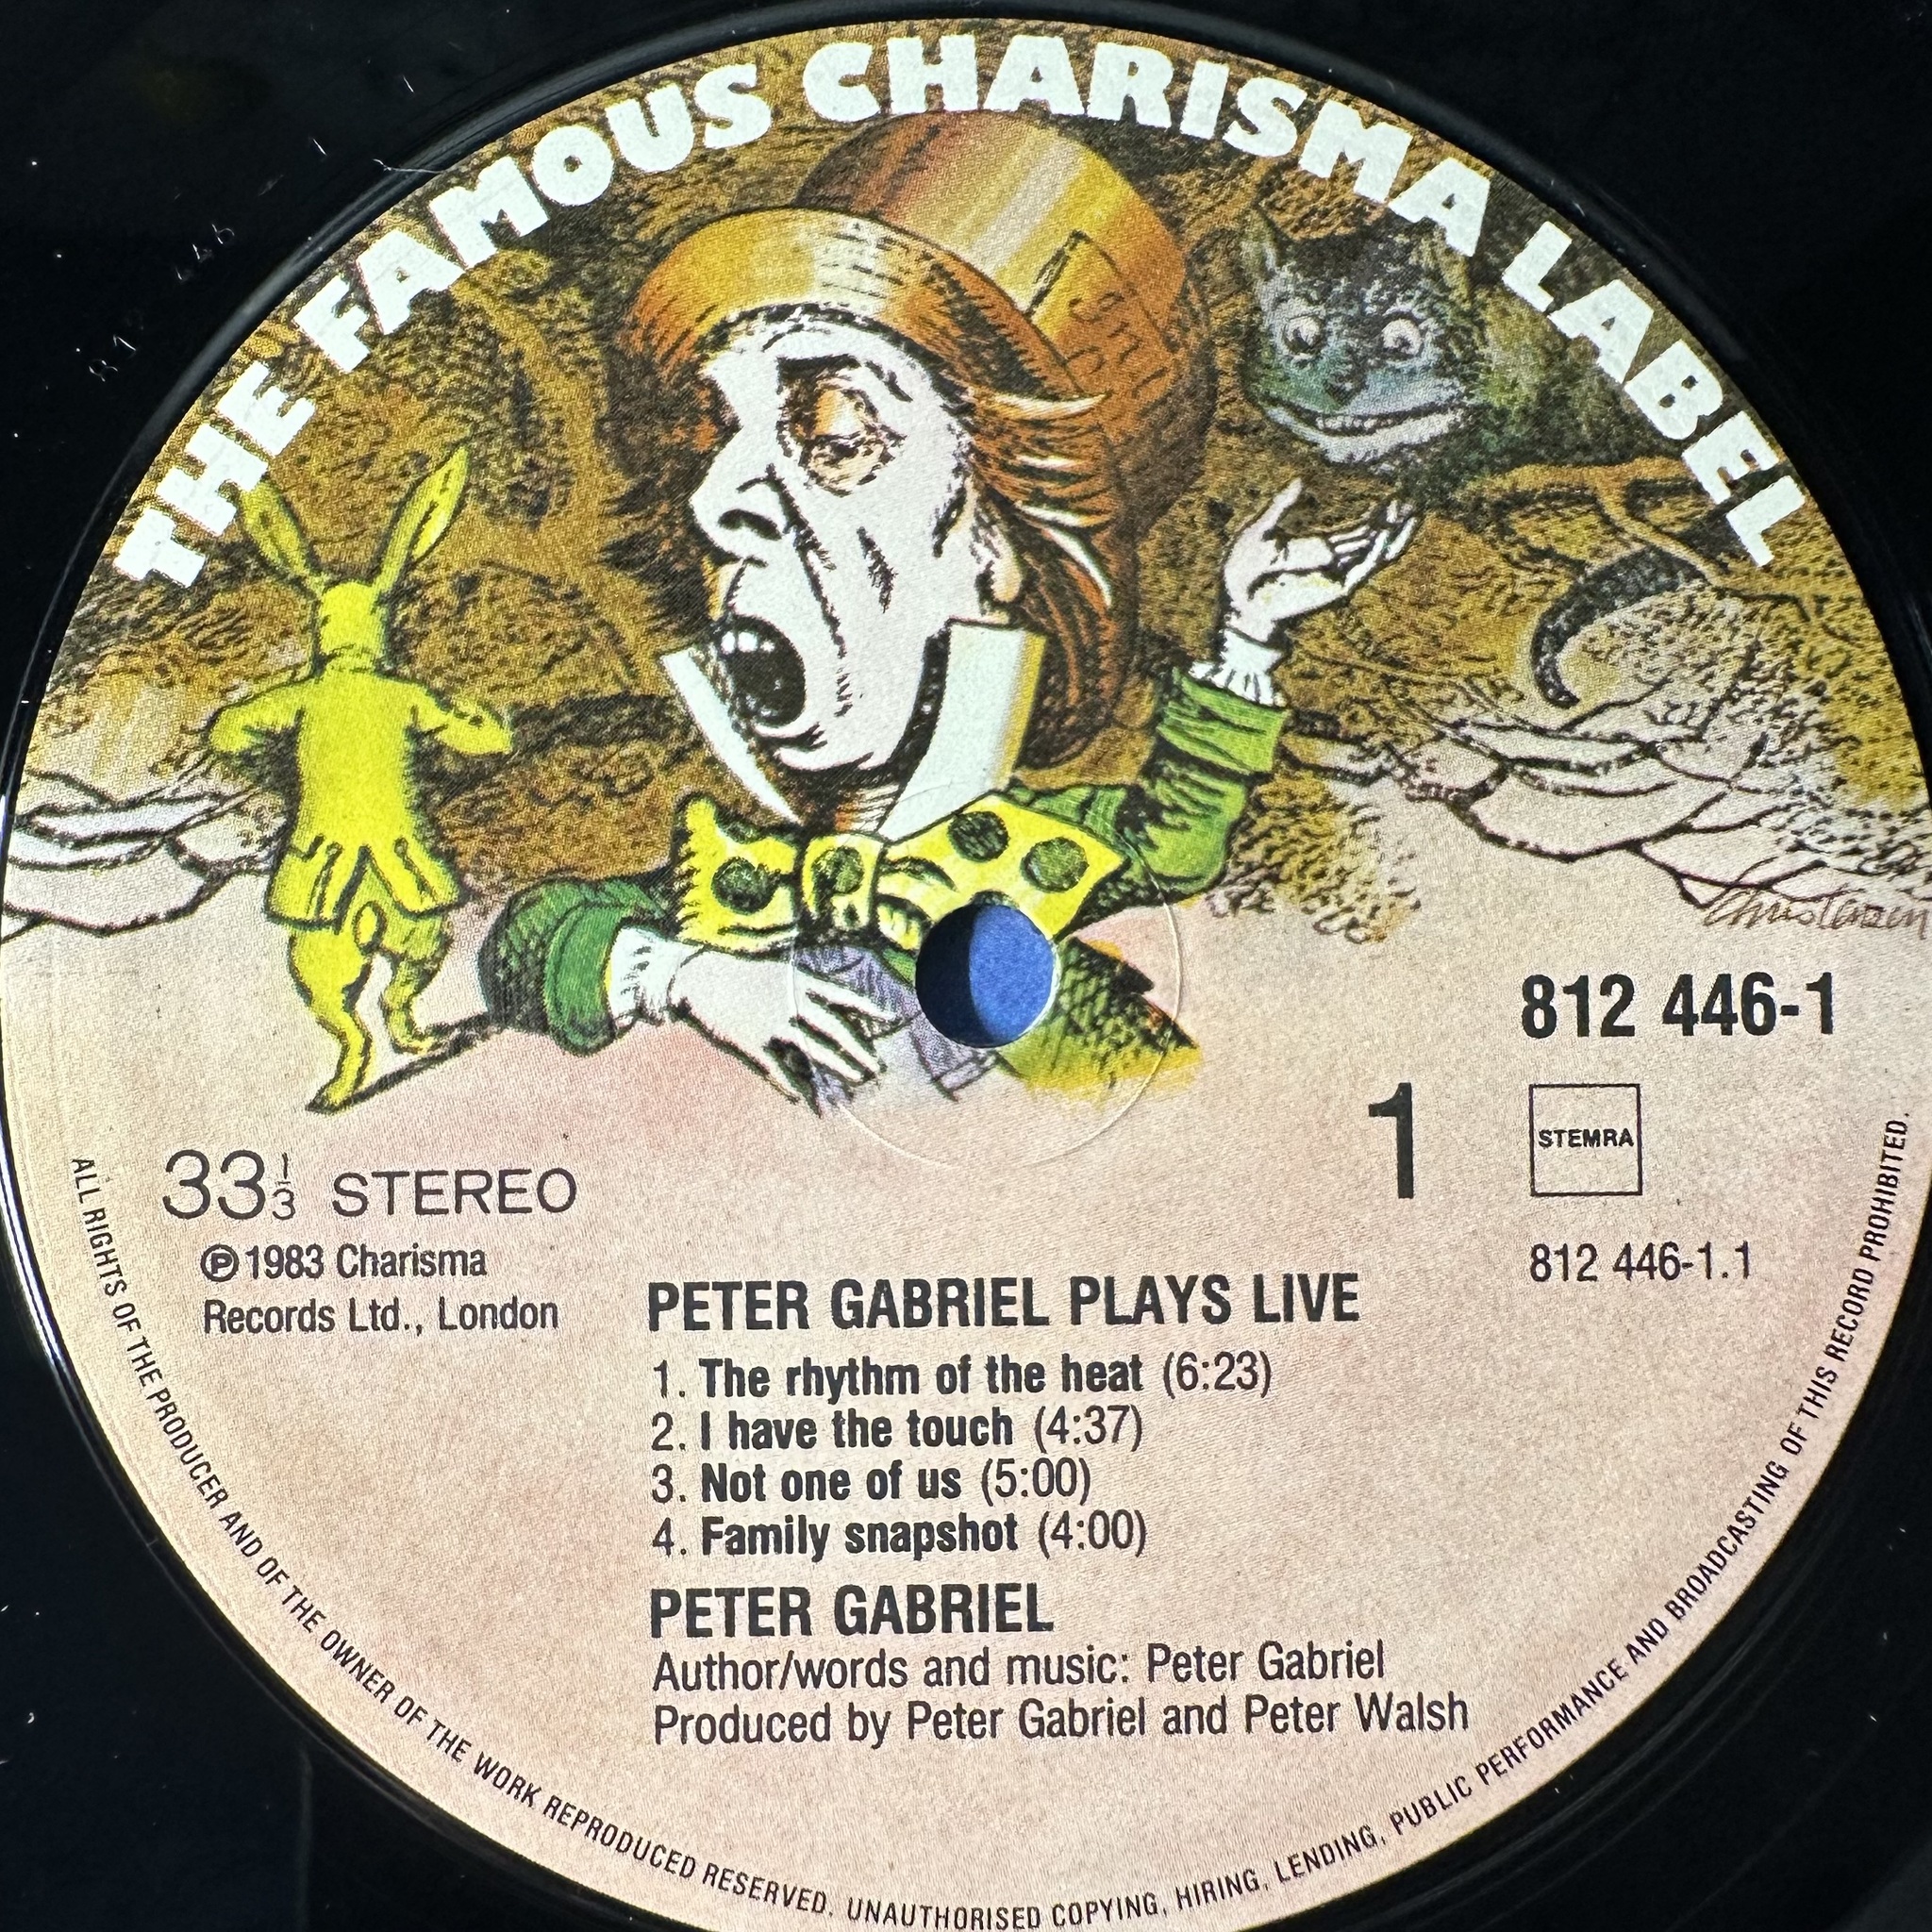 THE FAMOUS CHARISMA LABEL
Christensen
812 446-1
33 1/3 STEREO
1
STEMRA
℗ 1983 Charisma
Records Ltd., London
812 446-1.1
PETER GABRIEL PLAYS LIVE
1. The rhythm of the heat (6:23)
2. I have the touch (4:37)
3. Not one of us (5:00)
4. Family snapshot (4:00)
PETER GABRIEL
Author/words and music: Peter Gabriel
Produced by Peter Gabriel and Peter Walsh
ALL RIGHTS OF THE PRODUCER AND OF THE OWNER OF THE WORK REPRODUCED RESERVED. UNAUTHORISED COPYING, HIRING, LENDING, PUBLIC PERFORMANCE AND BROADCASTING OF THIS RECORD PROHIBITED.